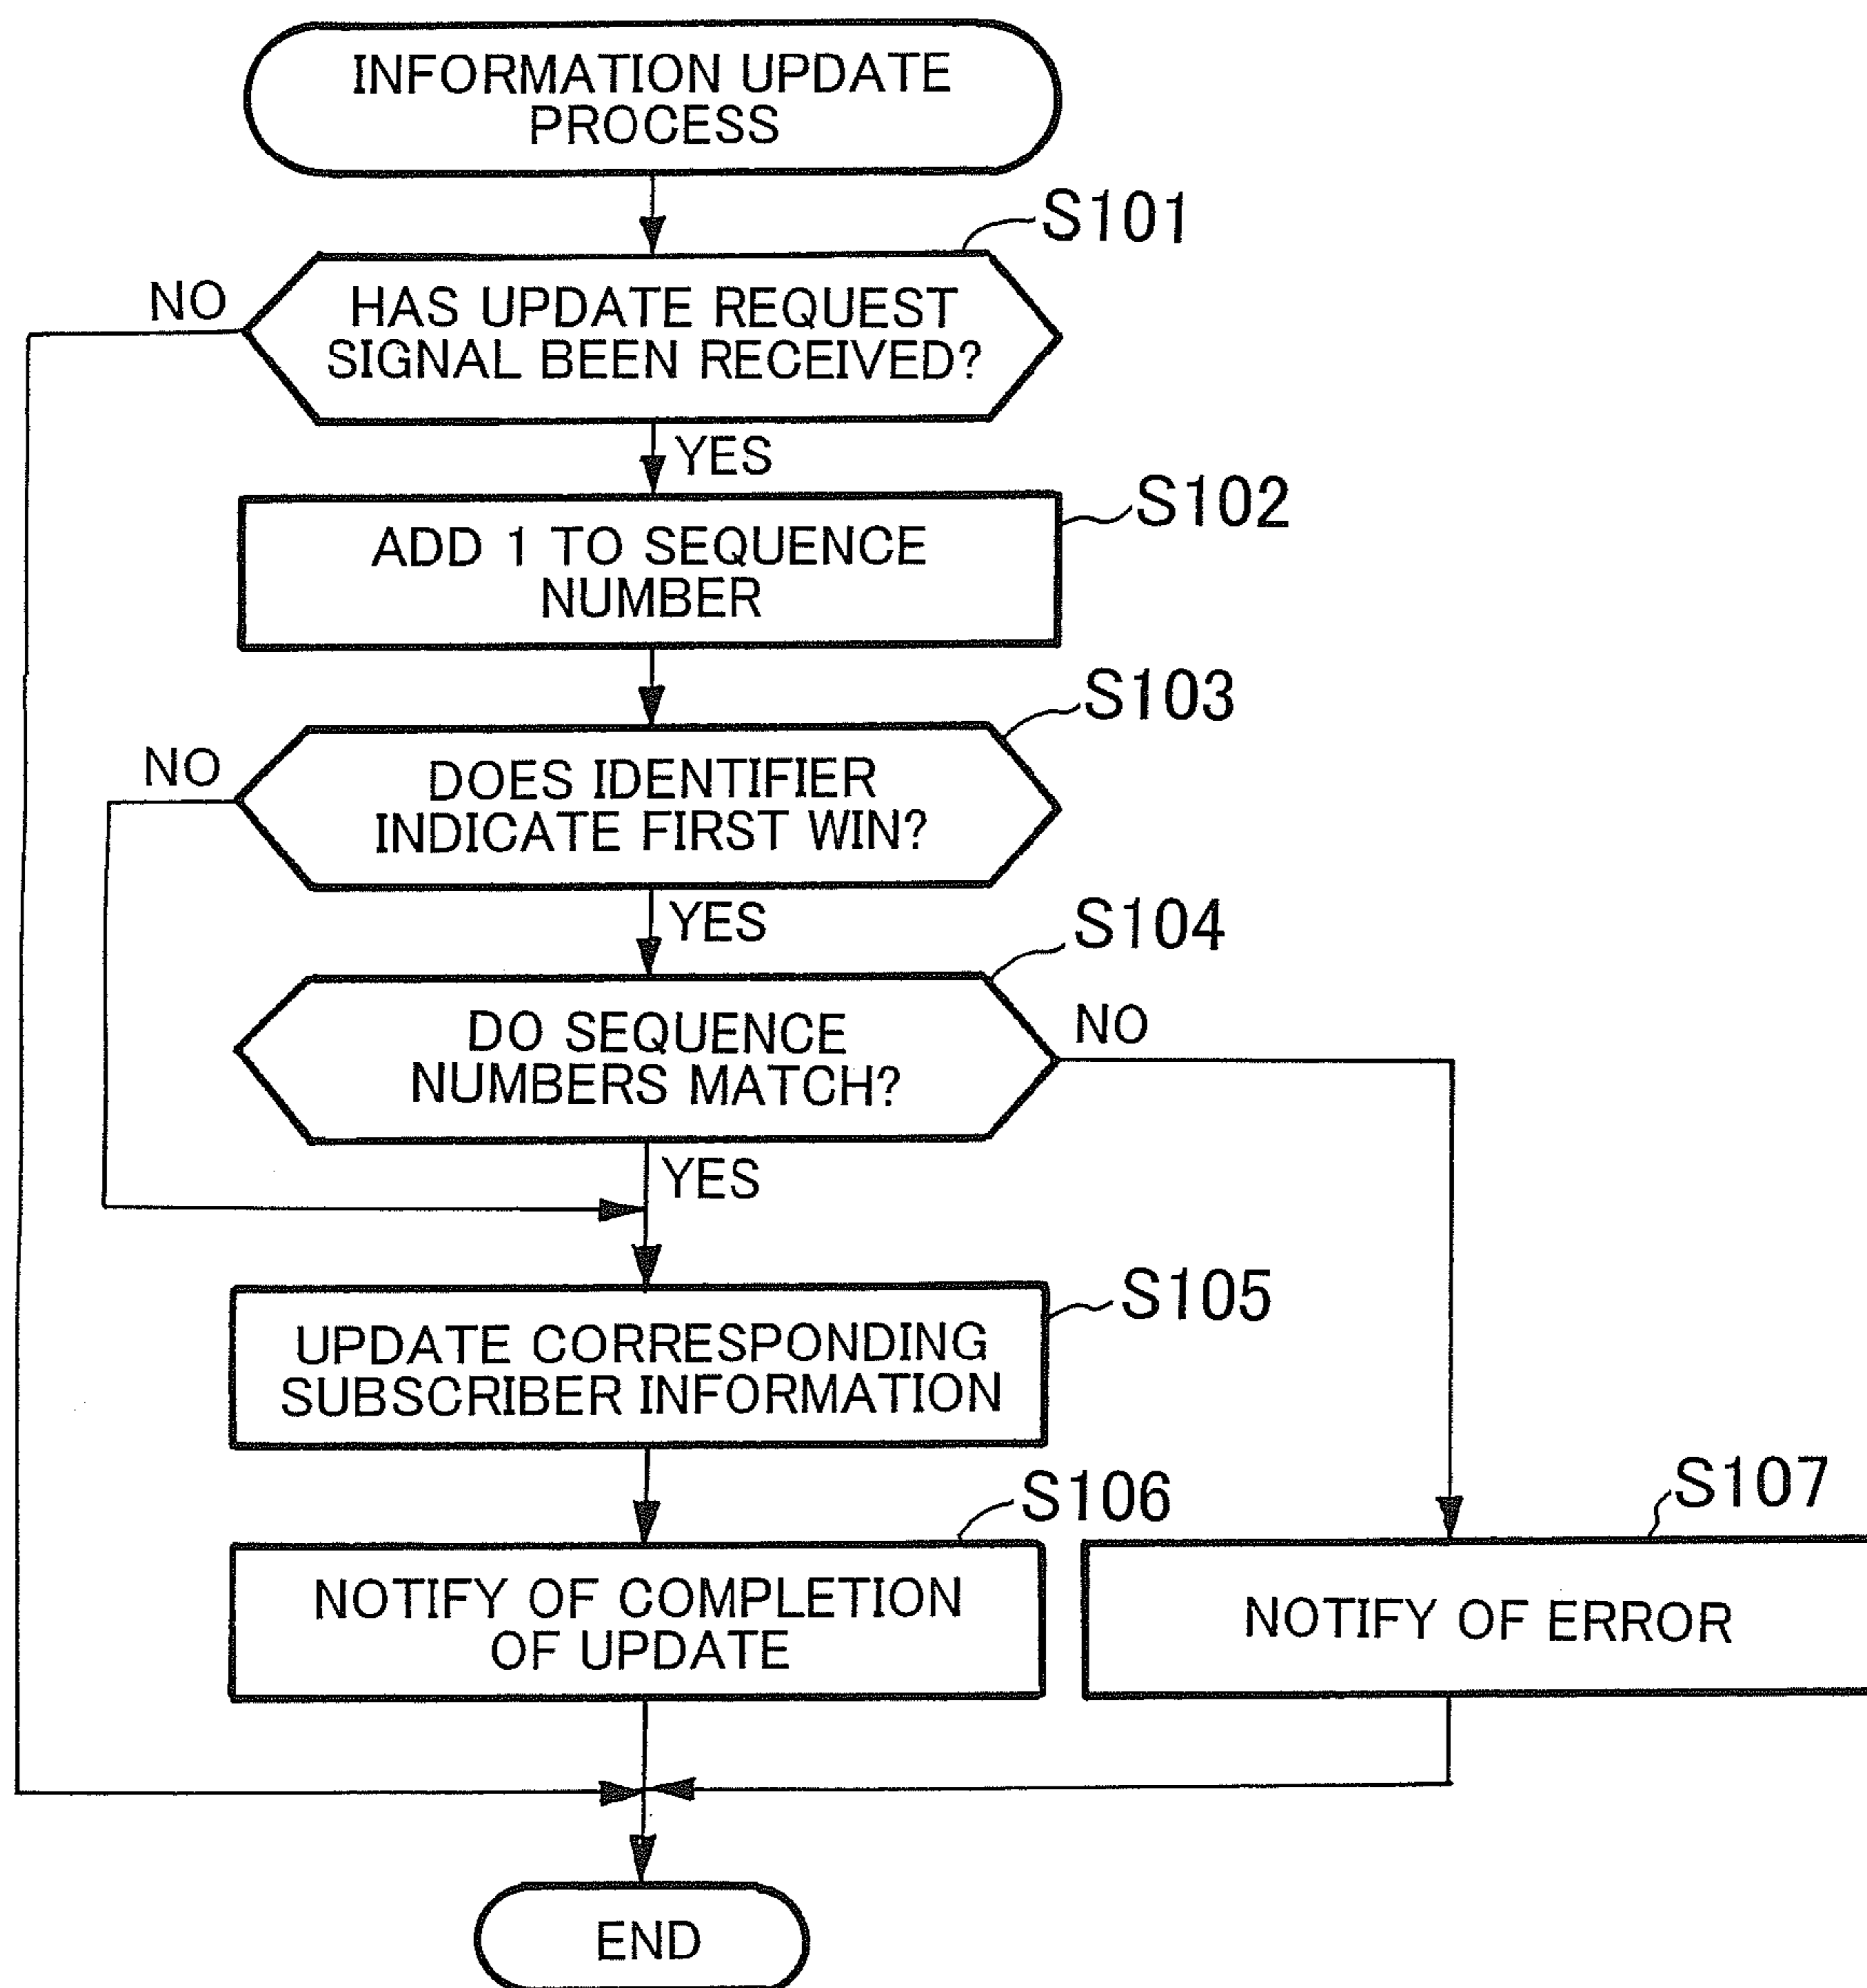 INFORMATION UPDATE
PROCESS
S101
NO
HAS UPDATE REQUEST
SIGNAL BEEN RECEIVED?
YES
S102
ADD 1 TO SEQUENCE
NUMBER
S103
NO
DOES IDENTIFIER
INDICATE FIRST WIN?
YES
S104
DO SEQUENCE
NUMBERS MATCH?
NO
YES
S105
UPDATE CORRESPONDING
SUBSCRIBER INFORMATION
S106
NOTIFY OF COMPLETION
OF UPDATE
S107
NOTIFY OF ERROR
END